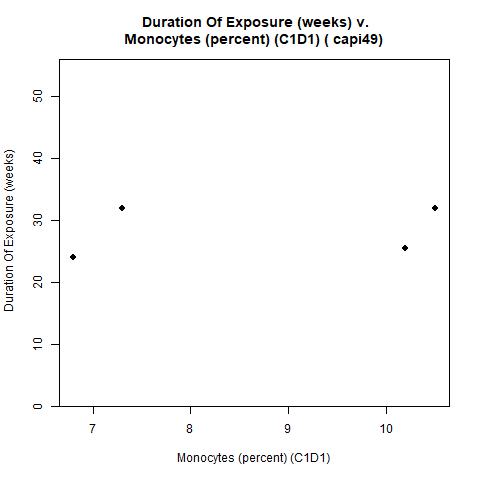 Duration Of Exposure (weeks) v.
Monocytes (percent) (C1D1) ( capi49)
Duration Of Exposure (weeks)
50
40
30
20
10
0
7 8 9 10
Monocytes (percent) (C1D1)